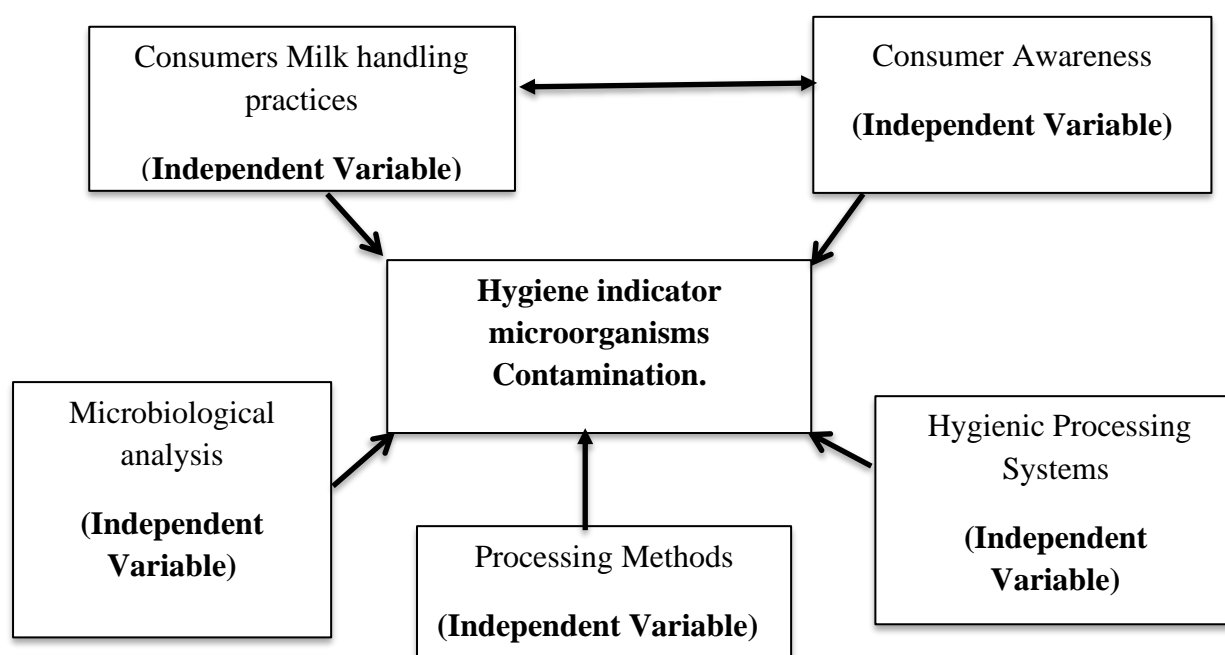 Consumers Milk handling
practices
(Independent Variable)
Consumer Awareness
(Independent Variable)
Hygiene indicator
microorganisms
Contamination.
Microbiological
analysis
(Independent
Variable)
Processing Methods
(Independent Variable)
Hygienic Processing
Systems
(Independent
Variable)